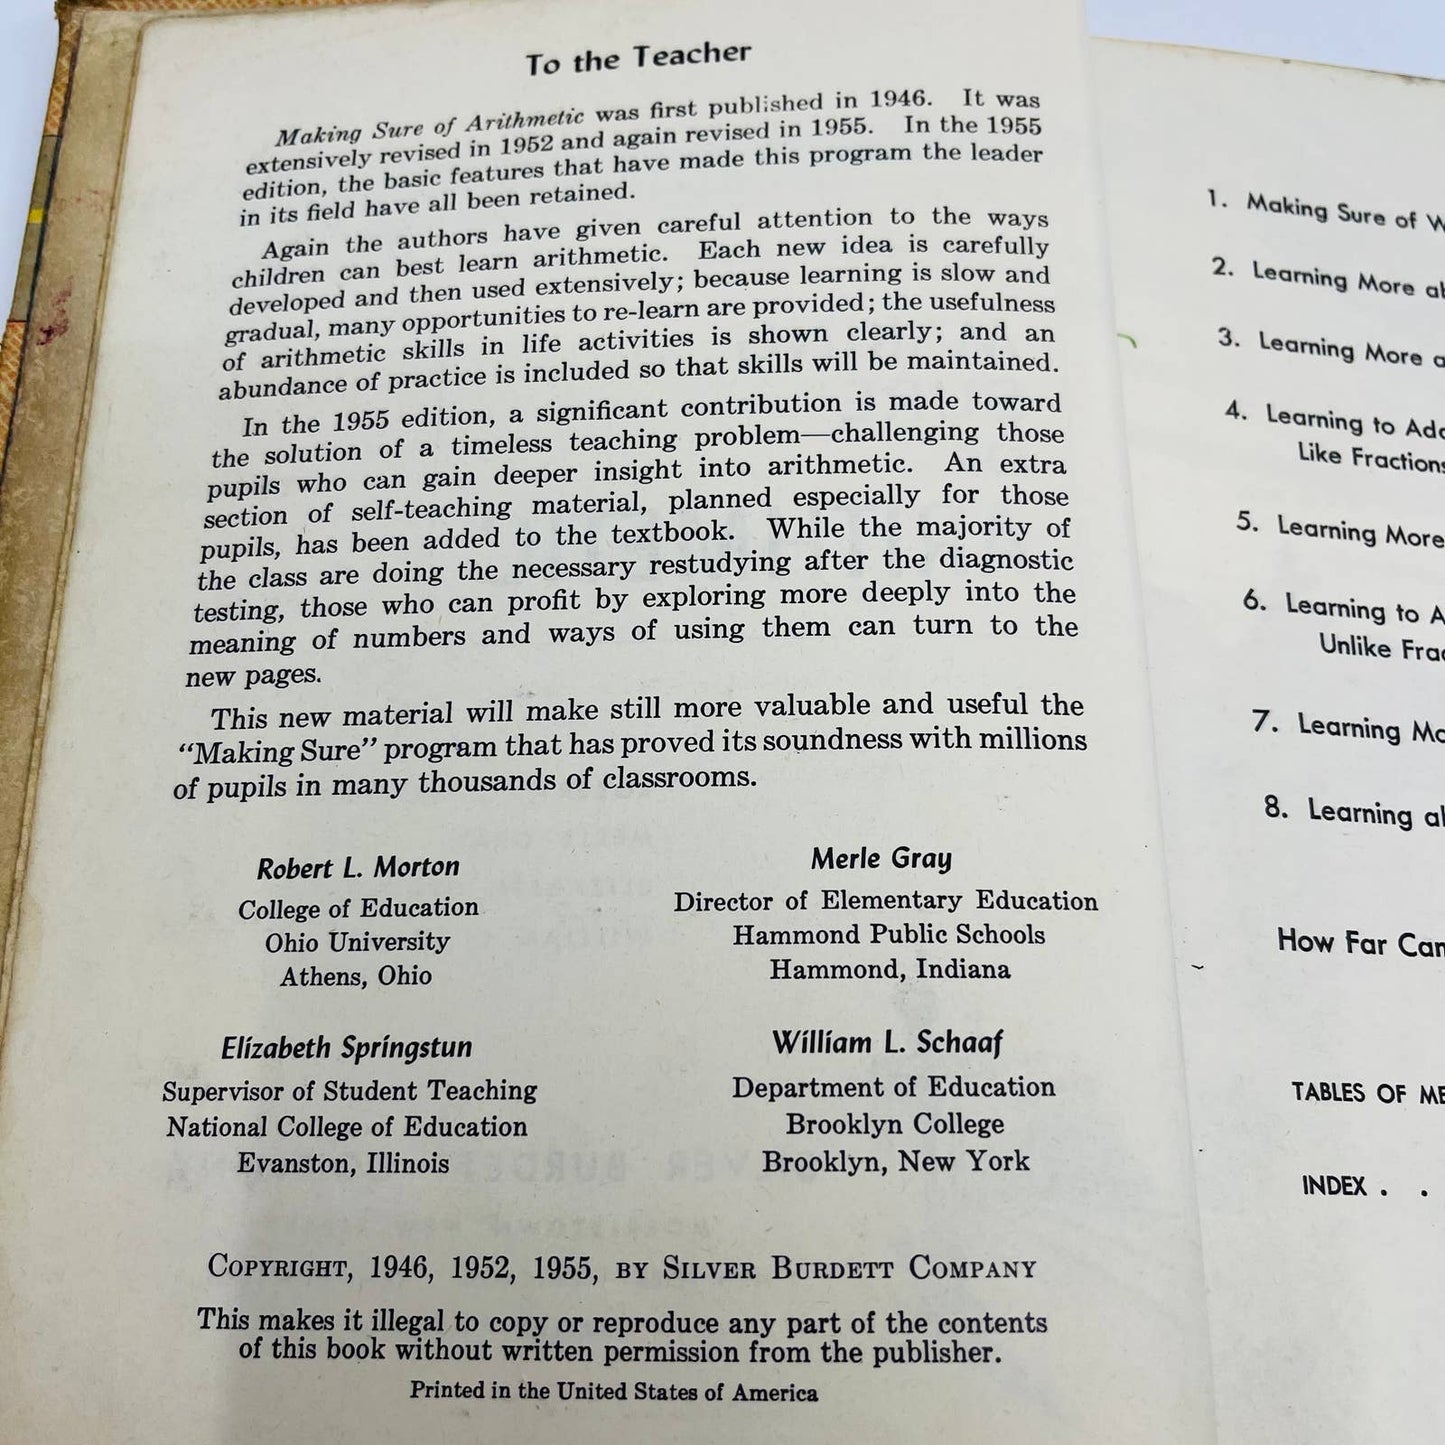 To the Teacher
Making Sure of Arithmetic was first published in 1946. It was
extensively revised in 1952 and again revised in 1955. In the 1955
edition, the basic features that have made this program the leader
in its field have all been retained.
Again the authors have given careful attention to the ways
children can best learn arithmetic. Each new idea is carefully
developed and then used extensively; because learning is slow and
gradual, many opportunities to re-learn are provided; the usefulness
of arithmetic skills in life activities is shown clearly; and an
abundance of practice is included so that skills will be maintained.
In the 1955 edition, a significant contribution is made toward
the solution of a timeless teaching problem—challenging those
pupils who can gain deeper insight into arithmetic. An extra
section of self-teaching material, planned especially for those
pupils, has been added to the textbook. While the majority of
the class are doing the necessary restudying after the diagnostic
testing, those who can profit by exploring more deeply into the
meaning of numbers and ways of using them can turn to the
new pages.
This new material will make still more valuable and useful the
“Making Sure” program that has proved its soundness with millions
of pupils in many thousands of classrooms.
Robert L. Morton
College of Education
Ohio University
Athens, Ohio
Merle Gray
Director of Elementary Education
Hammond Public Schools
Hammond, Indiana
Elizabeth Springstun
Supervisor of Student Teaching
National College of Education
Evanston, Illinois
William L. Schaaf
Department of Education
Brooklyn College
Brooklyn, New York
COPYRIGHT, 1946, 1952, 1955, BY SILVER BURDETT COMPANY
This makes it illegal to copy or reproduce any part of the contents
of this book without written permission from the publisher.
Printed in the United States of America
1. Making Sure of
2. Learning More
3. Learning More
4. Learning to
Like Fractions
5. Learning More
6. Learning to
Unlike
7. Learning
8. Learning
How Far
TABLES OF
INDEX . .